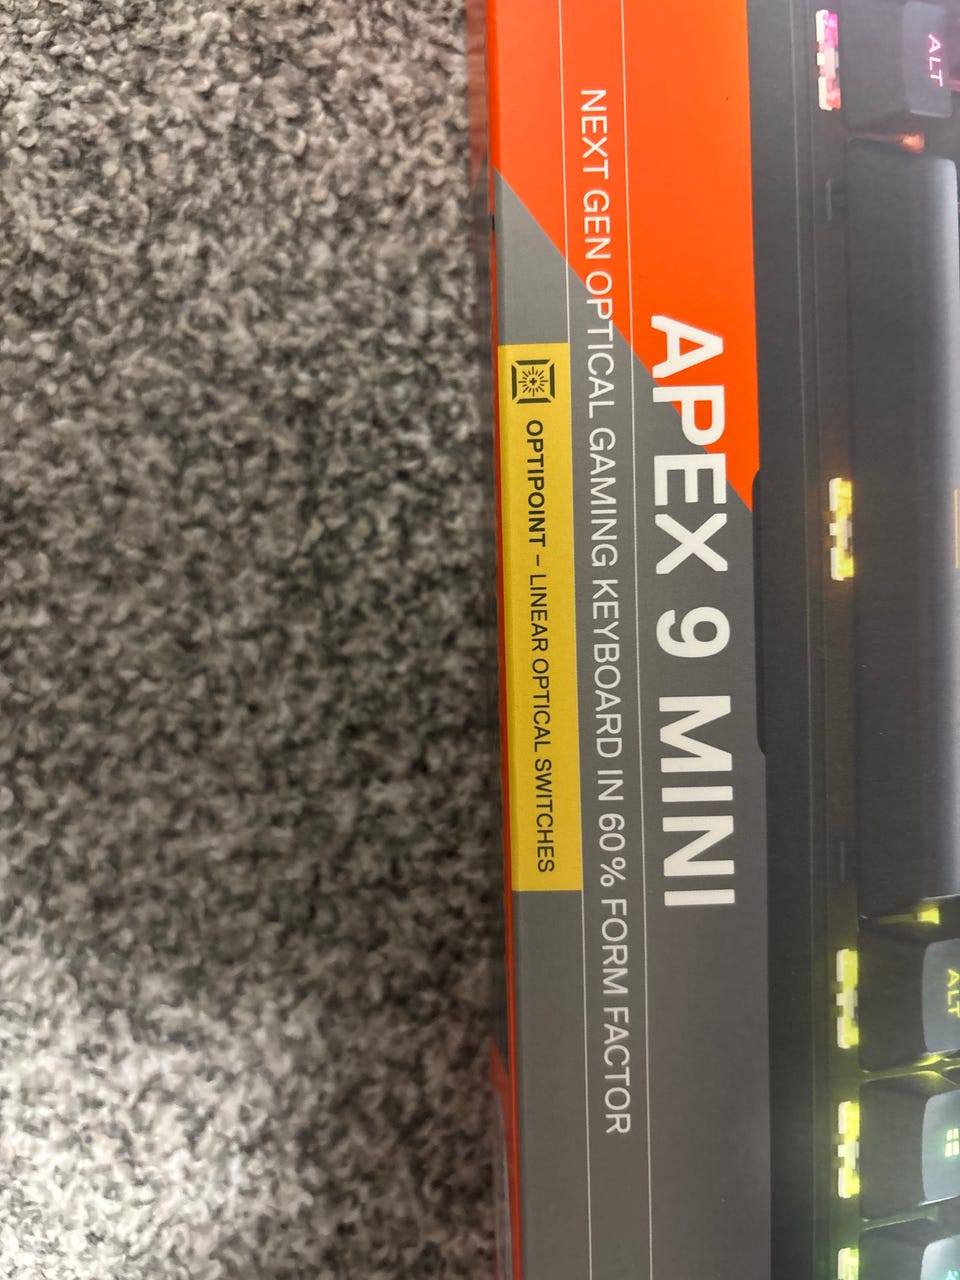 ALT
ALT
APEX 9 MINI
NEXT GEN OPTICAL GAMING KEYBOARD IN 60% FORM FACTOR
OPTIPOINT – LINEAR OPTICAL SWITCHES